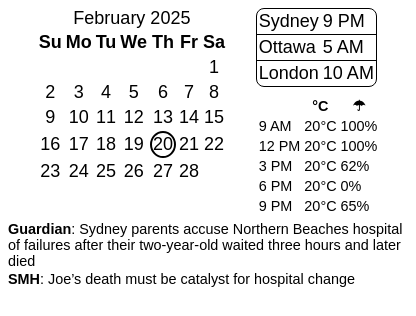 February 2025
Su Mo Tu We Th Fr Sa
1
2 3 4 5 6 7 8
9 10 11 12 13 14 15
16 17 18 19 20 21 22
23 24 25 26 27 28
Sydney 9 PM
Ottawa 5 AM
London 10 AM
°C ☂
9 AM 20°C 100%
12 PM 20°C 100%
3 PM 20°C 62%
6 PM 20°C 0%
9 PM 20°C 65%
Guardian: Sydney parents accuse Northern Beaches hospital
of failures after their two-year-old waited three hours and later
died
SMH: Joe’s death must be catalyst for hospital change